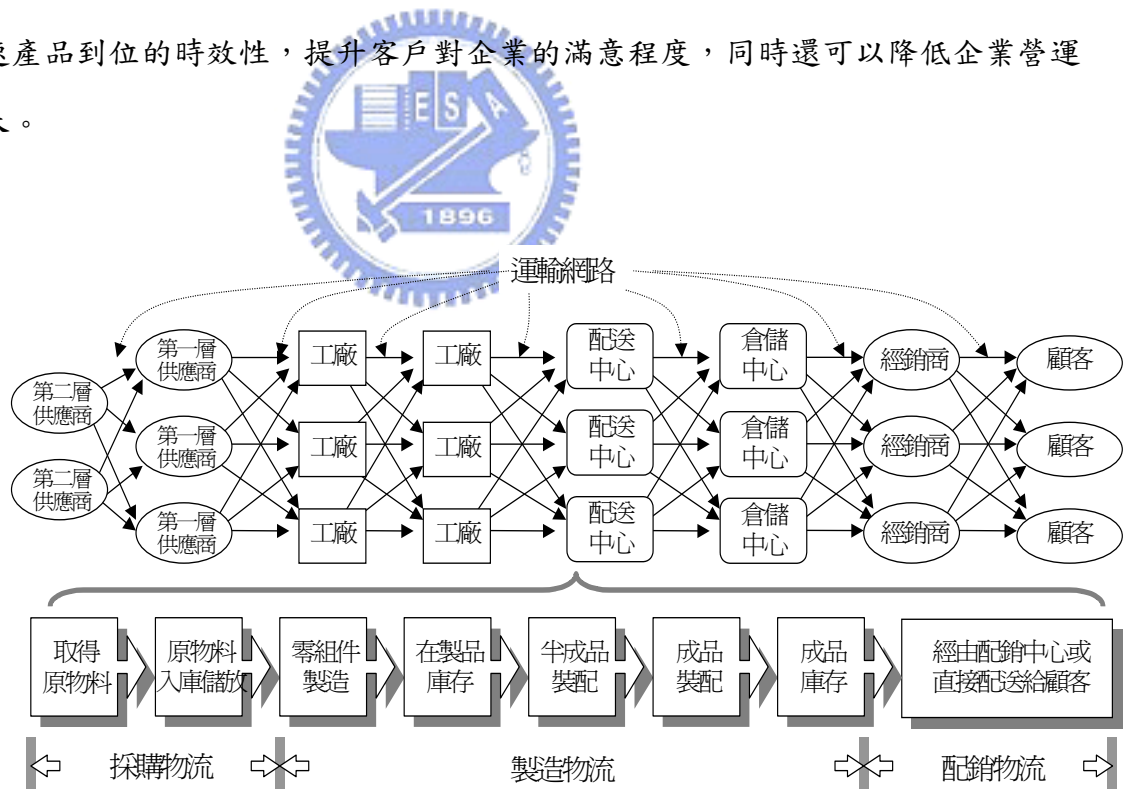 速產品到位的時效性，提升客戶對企業的滿意程度，同時還可以降低企業營運
本。
ESA
1896
運輸網路
第二層
供應商
第二層
供應商
第一層
供應商
第一層
供應商
第一層
供應商
工廠
工廠
工廠
工廠
工廠
工廠
配送
中心
配送
中心
配送
中心
倉儲
中心
倉儲
中心
倉儲
中心
經銷商
經銷商
經銷商
顧客
顧客
顧客
取得
原物料
原物料
入庫儲放
零組件
製造
在製品
庫存
半成品
裝配
成品
裝配
成品
庫存
經由配銷中心或
直接配送給顧客
採購物流
製造物流
配銷物流